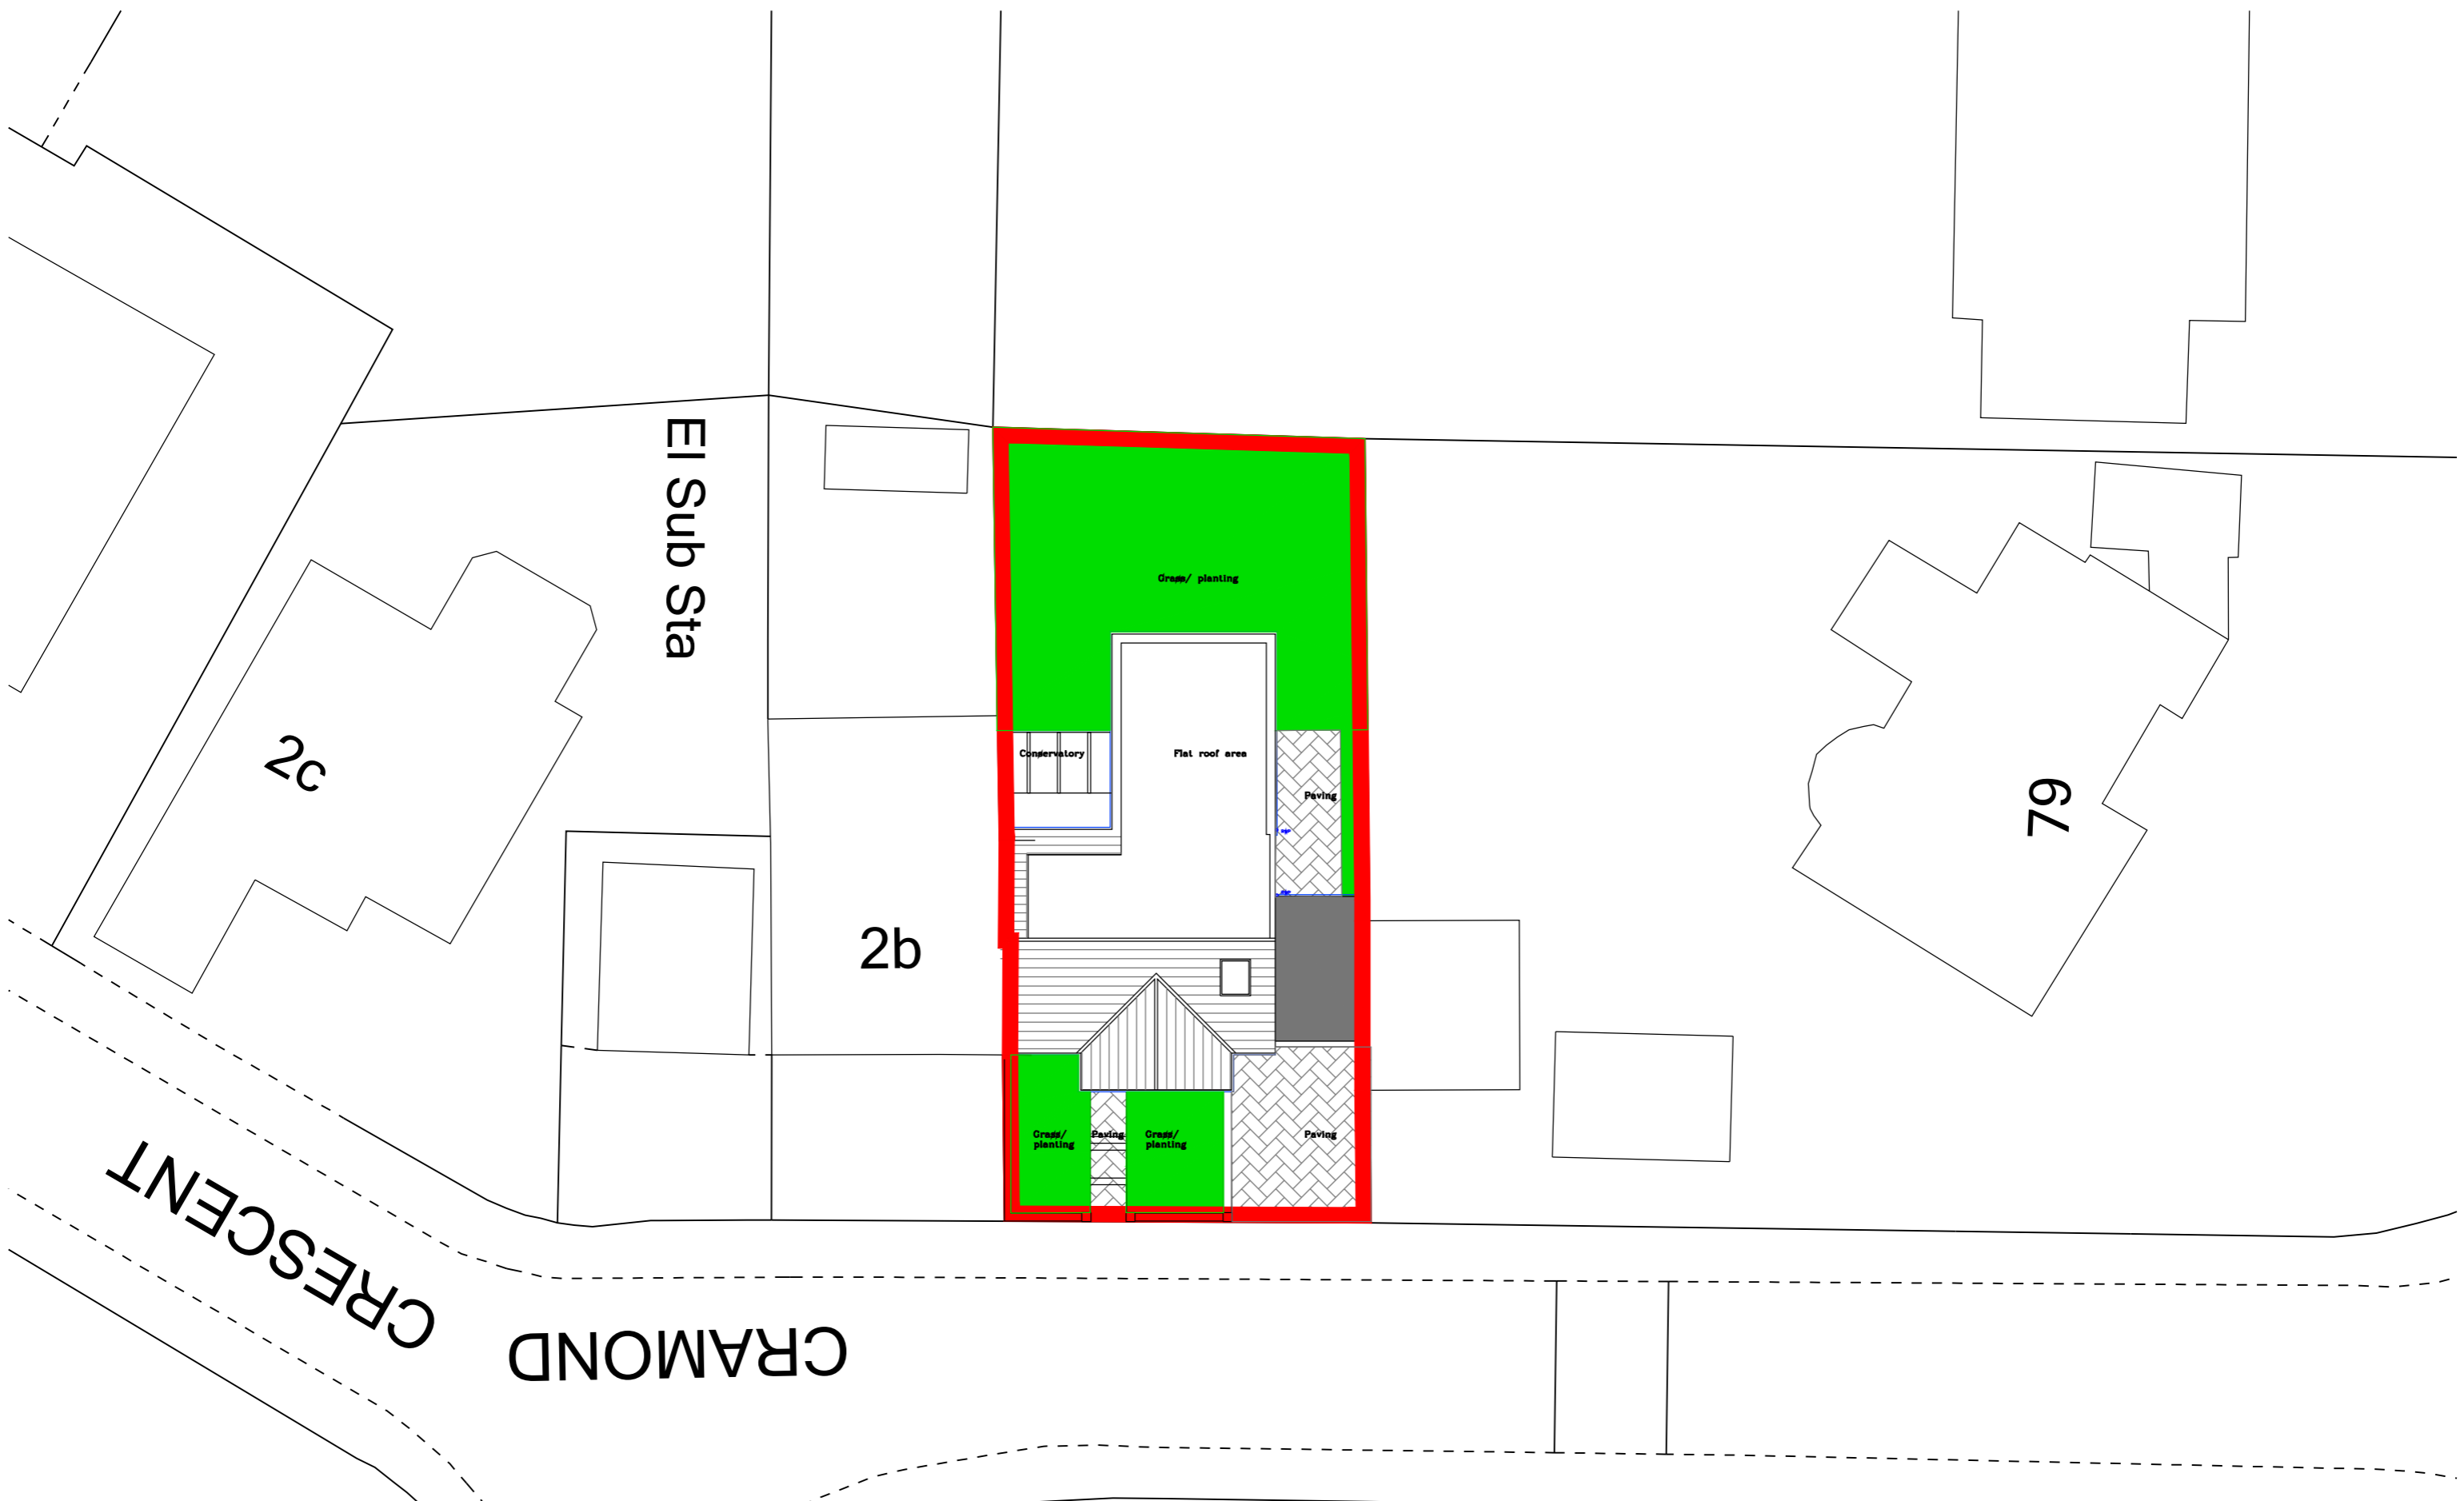 El Sub Sta
Grass/ planting
2c
Conservatory
Flat roof area
Paving
79
2b
Grass/
planting
Paving
Grass/
planting
Paving
CRAMOND
CRESCENT